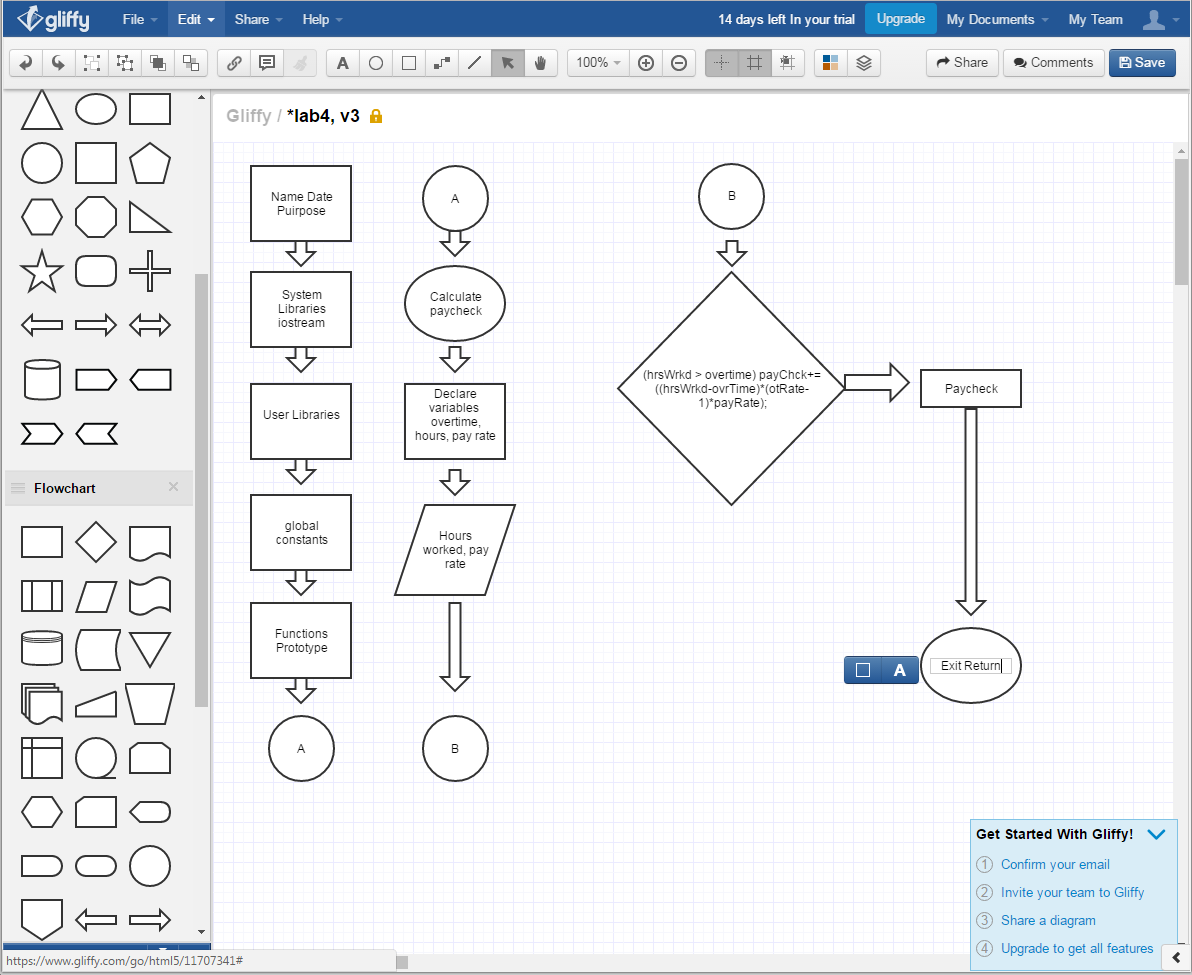 gliffy
File
Edit
Share
Help
14 days left In your trial
Upgrade
My Documents
My Team
A
100%
Share
Comments
Save
Gliffy / *lab4, v3
Flowchart
Name Date
Puirpose
System
Libraries
iostream
User Libraries
global
constants
Functions
Prototype
A
A
Calculate
paycheck
Declare
variables
overtime,
hours, pay rate
Hours
worked, pay
rate
B
B
(hrsWrkd > overtime) payChck+=
((hrsWrkd-ovrTime)*(otRate-
1)*payRate);
Paycheck
A
Exit Return
Get Started With Gliffy!
1 Confirm your email
2 Invite your team to Gliffy
3 Share a diagram
4 Upgrade to get all features
https://www.gliffy.com/go/html5/11707341#